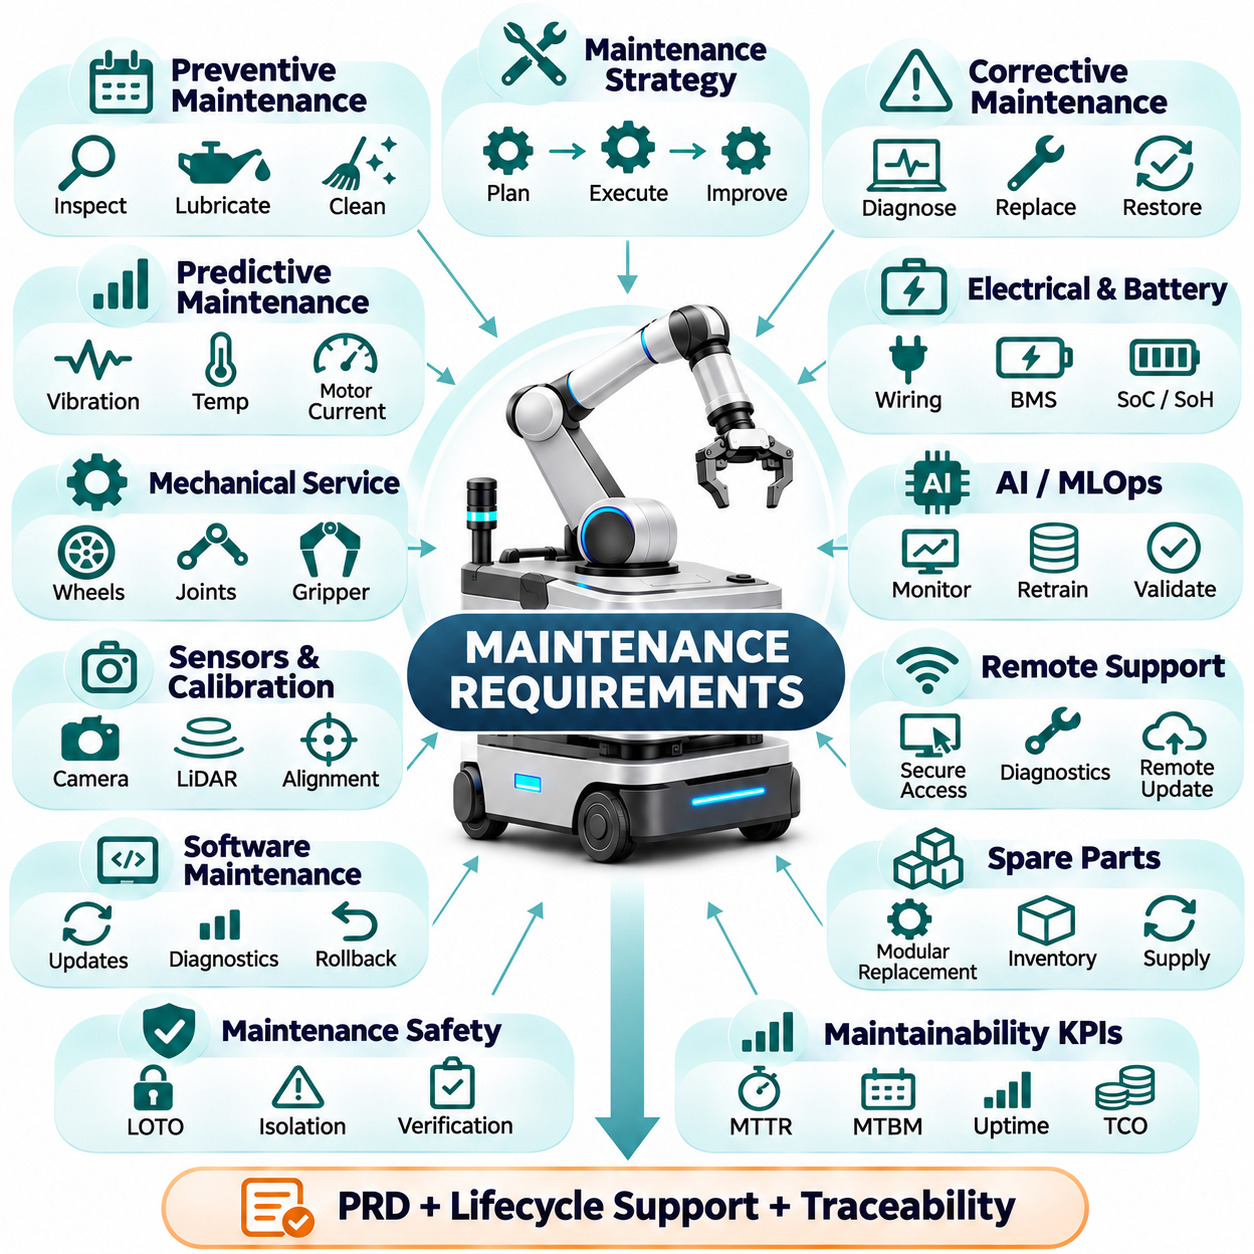 Preventive
Maintenance
Inspect
Lubricate
Clean
Maintenance
Strategy
Plan
Execute
Improve
Corrective
Maintenance
Diagnose
Replace
Restore
Predictive
Maintenance
Vibration
Temp
Motor
Current
Electrical & Battery
Wiring
BMS
SoC / SoH
Mechanical Service
Wheels
Joints
Gripper
AI
AI / MLOps
Monitor
Retrain
Validate
MAINTENANCE
REQUIREMENTS
Sensors &
Calibration
Camera
LiDAR
Alignment
Remote Support
Secure
Access
Diagnostics
Remote
Update
</>
Software
Maintenance
Updates
Diagnostics
Rollback
Spare Parts
Modular
Replacement
Inventory
Supply
Maintenance Safety
LOTO
Isolation
Verification
Maintainability KPIs
MTTR
MTBM
Uptime
TCO
PRD + Lifecycle Support + Traceability